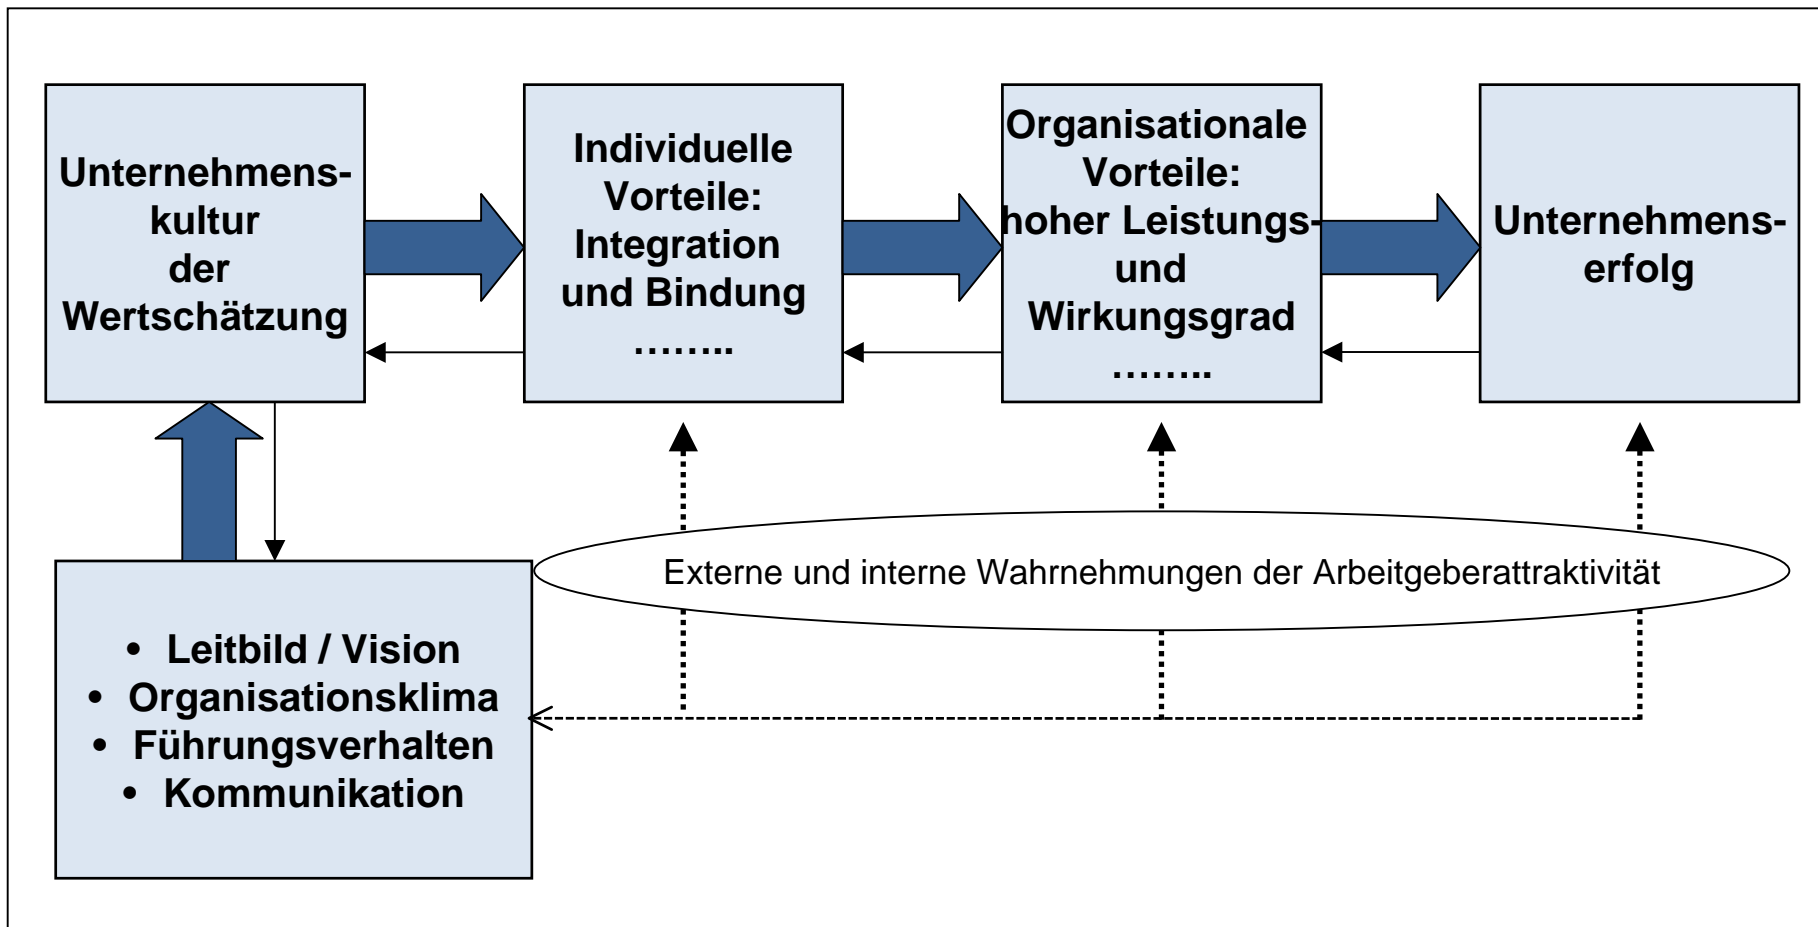 Unternehmens-
kultur
der
Wertschätzung
Individuelle
Vorteile:
Integration
und Bindung
……..
Organisationale
Vorteile:
hoher Leistungs-
und
Wirkungsgrad
……..
Unternehmens-
erfolg
Externe und interne Wahrnehmungen der Arbeitgeberattraktivität
• Leitbild / Vision
• Organisationsklima
• Führungsverhalten
• Kommunikation